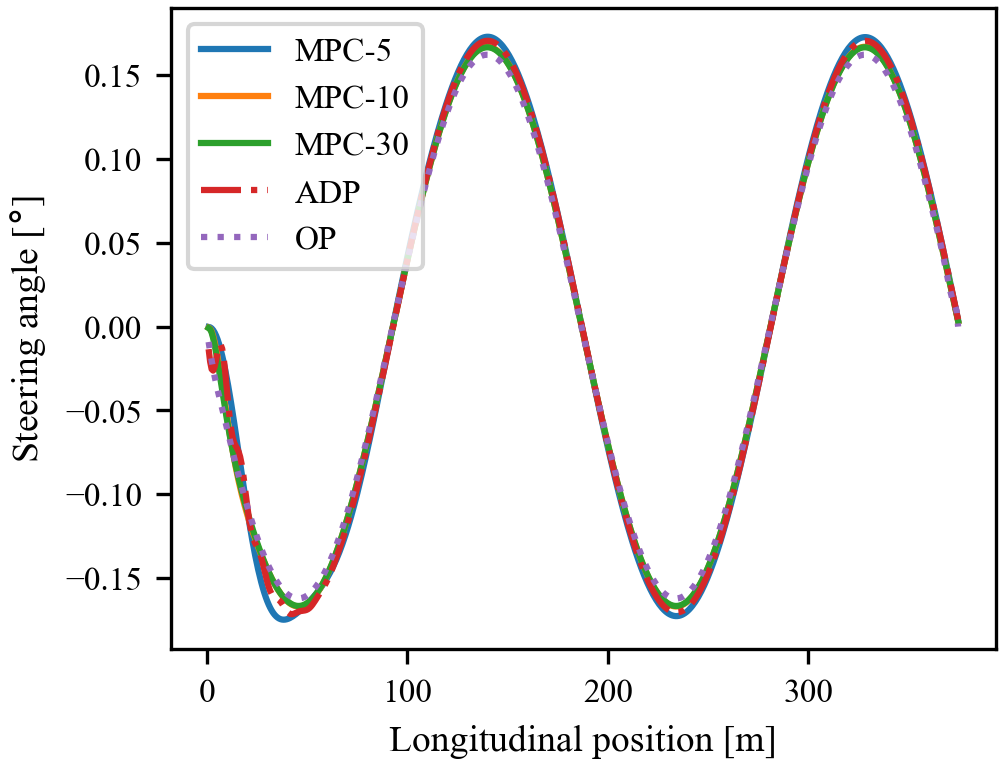 MPC-5
MPC-10
MPC-30
ADP
OP
0.15
0.10
0.05
0.00
−0.05
−0.10
−0.15
Steering angle [°]
0
100
200
300
Longitudinal position [m]